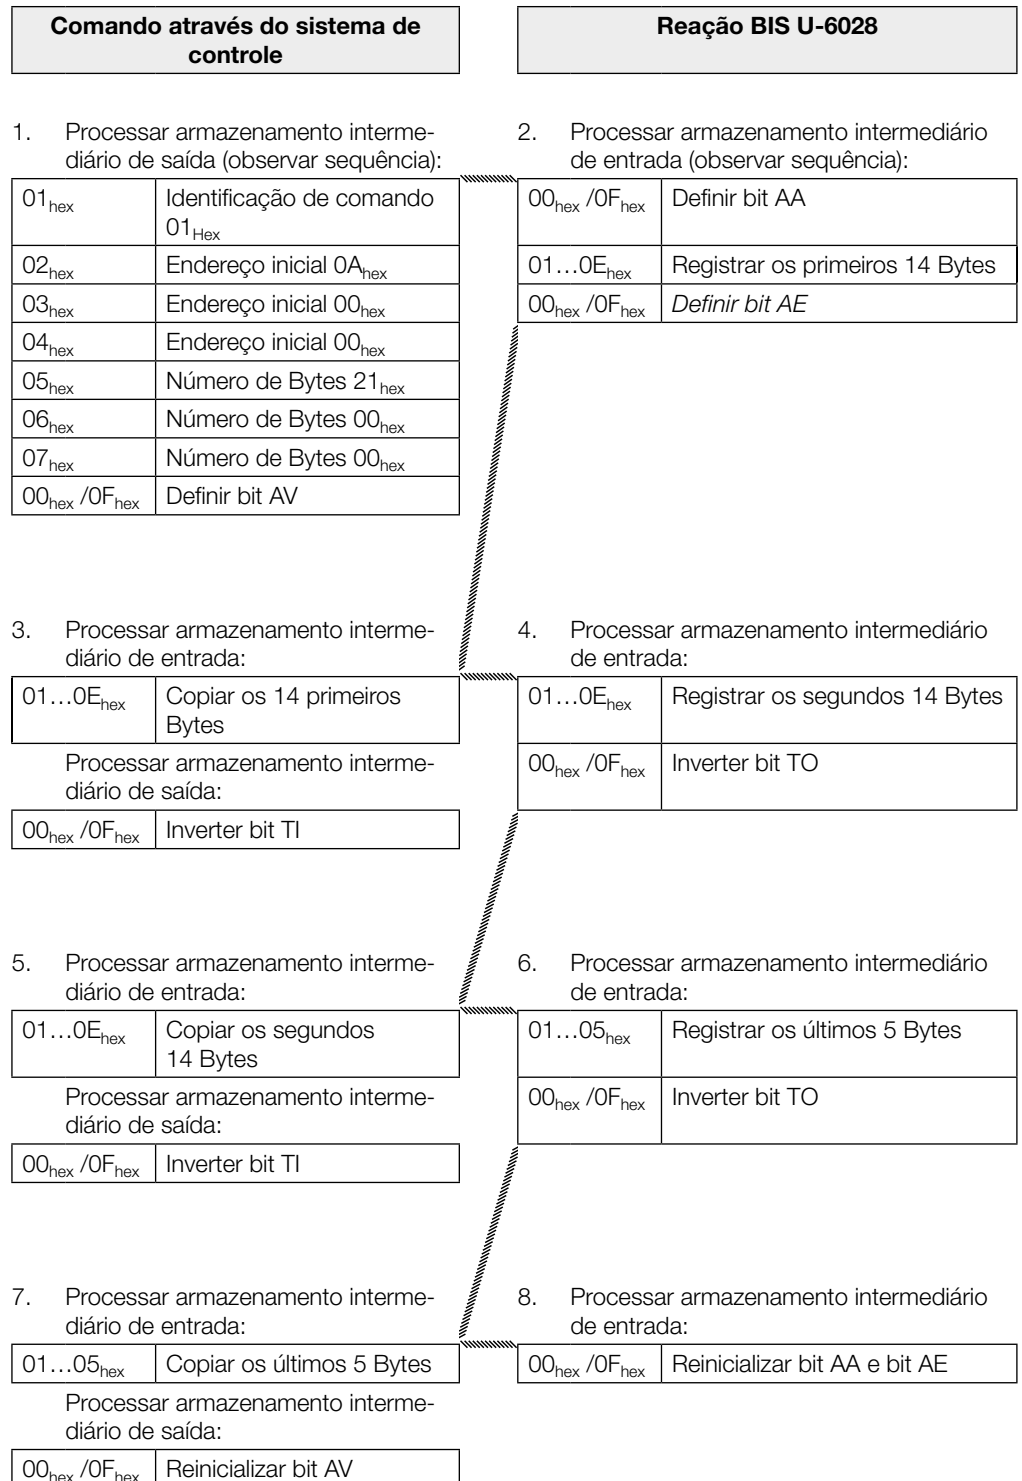 Comando através do sistema de
controle
Reação BIS U-6028
1. Processar armazenamento interme-
diário de saída (observar sequência):
01hex Identificação de comando
01Hex
02hex Endereço inicial 0Ahex
03hex Endereço inicial 00hex
04hex Endereço inicial 00hex
05hex Número de Bytes 21hex
06hex Número de Bytes 00hex
07hex Número de Bytes 00hex
00hex /0Fhex Definir bit AV
2. Processar armazenamento intermediário
de entrada (observar sequência):
00hex /0Fhex Definir bit AA
01…0Ehex Registrar os primeiros 14 Bytes
00hex /0Fhex Definir bit AE
3. Processar armazenamento interme-
diário de entrada:
01…0Ehex Copiar os 14 primeiros
Bytes
Processar armazenamento interme-
diário de saída:
00hex /0Fhex Inverter bit TI
4. Processar armazenamento intermediário
de entrada:
01…0Ehex Registrar os segundos 14 Bytes
00hex /0Fhex Inverter bit TO
5. Processar armazenamento interme-
diário de entrada:
01…0Ehex Copiar os segundos
14 Bytes
Processar armazenamento interme-
diário de saída:
00hex /0Fhex Inverter bit TI
6. Processar armazenamento intermediário
de entrada:
01…05hex Registrar os últimos 5 Bytes
00hex /0Fhex Inverter bit TO
7. Processar armazenamento interme-
diário de entrada:
01…05hex Copiar os últimos 5 Bytes
Processar armazenamento interme-
diário de saída:
00hex /0Fhex Reinicializar bit AV
8. Processar armazenamento intermediário
de entrada:
00hex /0Fhex Reinicializar bit AA e bit AE